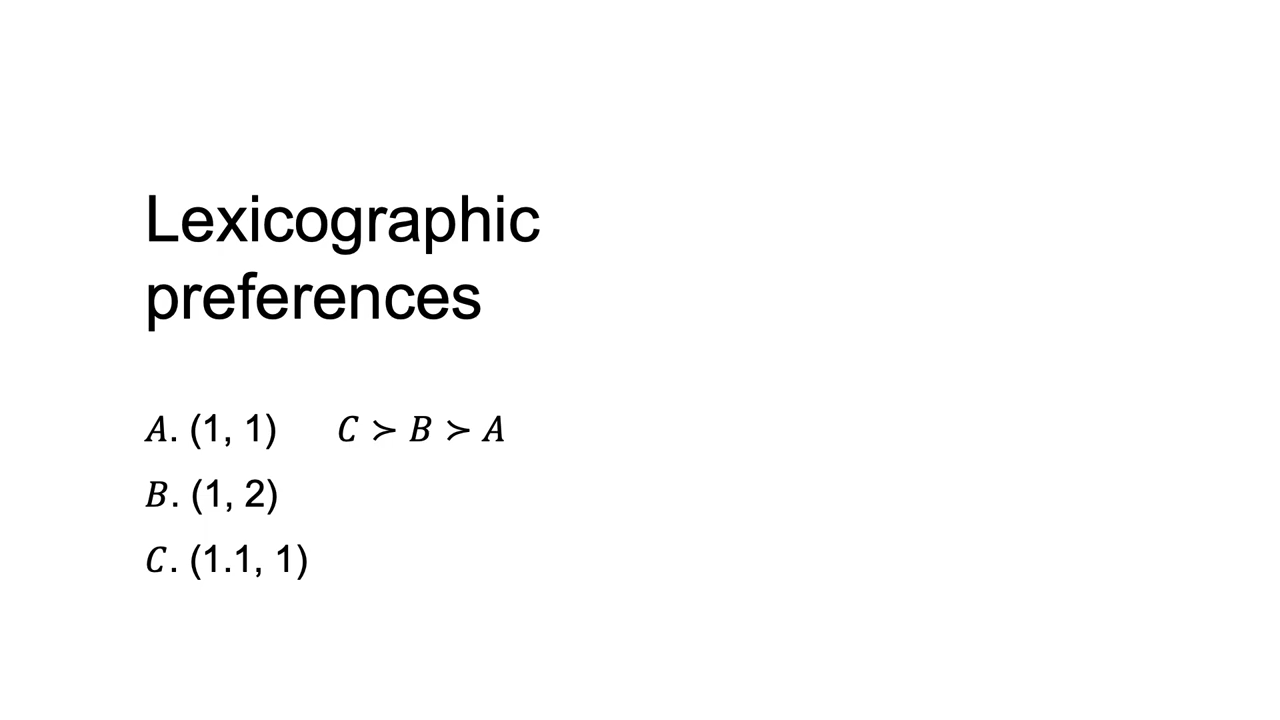 Lexicographic
preferences
A. (1, 1) C ≻ B ≻ A
B. (1, 2)
C. (1.1, 1)